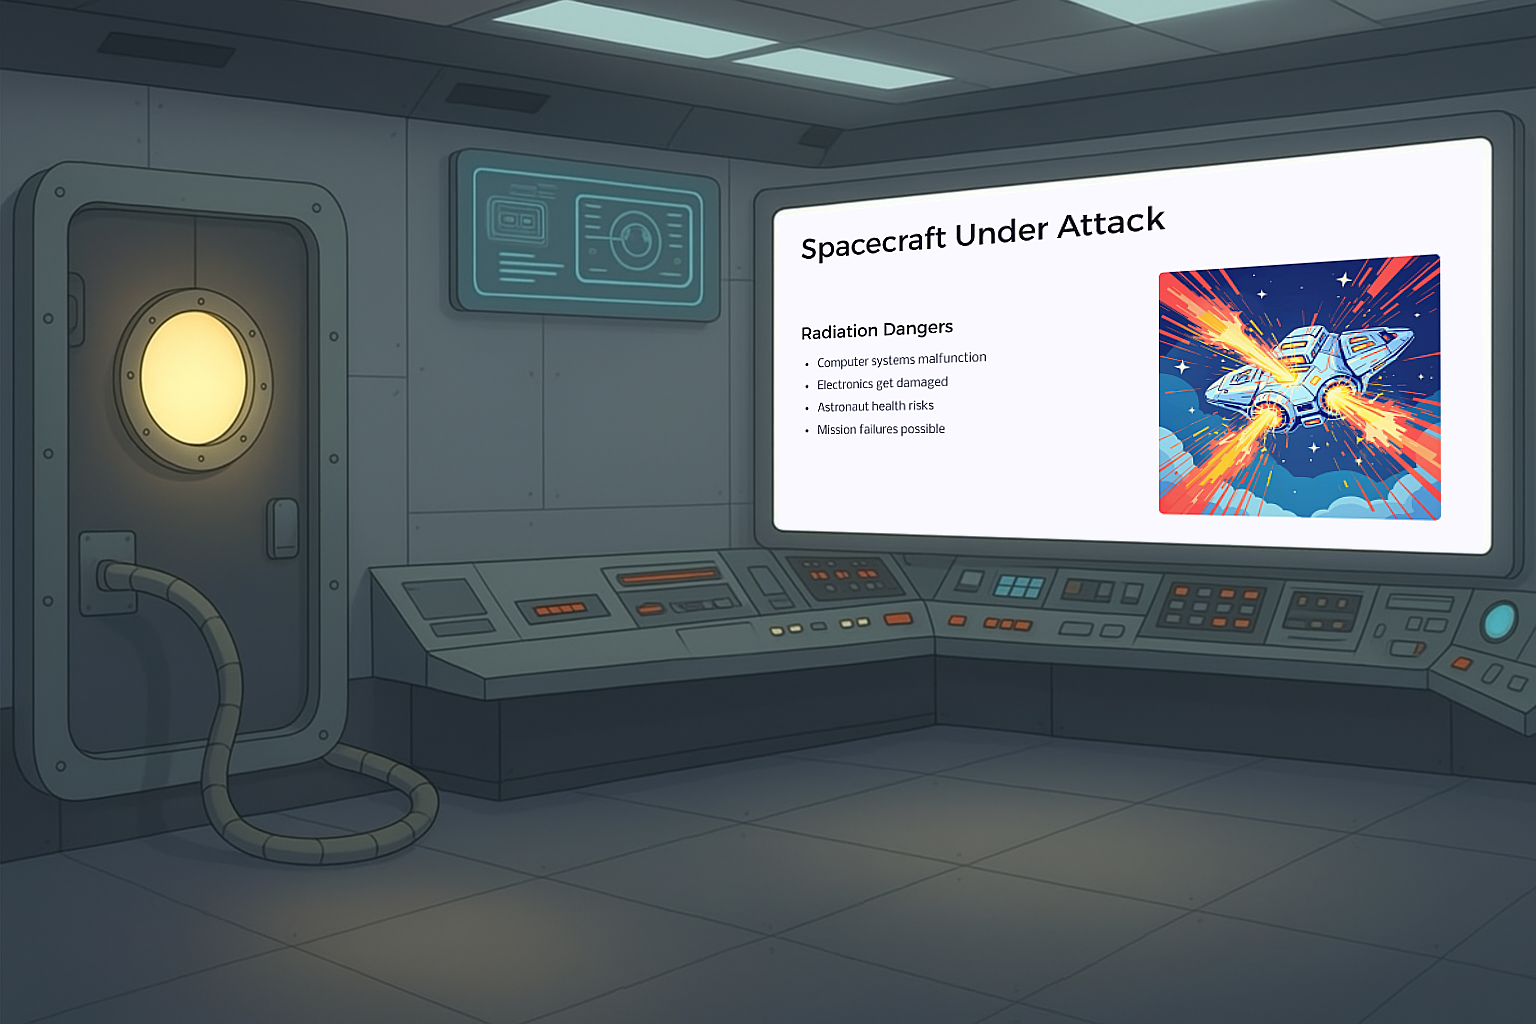 Spacecraft Under Attack
Radiation Dangers
• Computer systems malfunction
• Electronics get damaged
• Astronaut health risks
• Mission failures possible